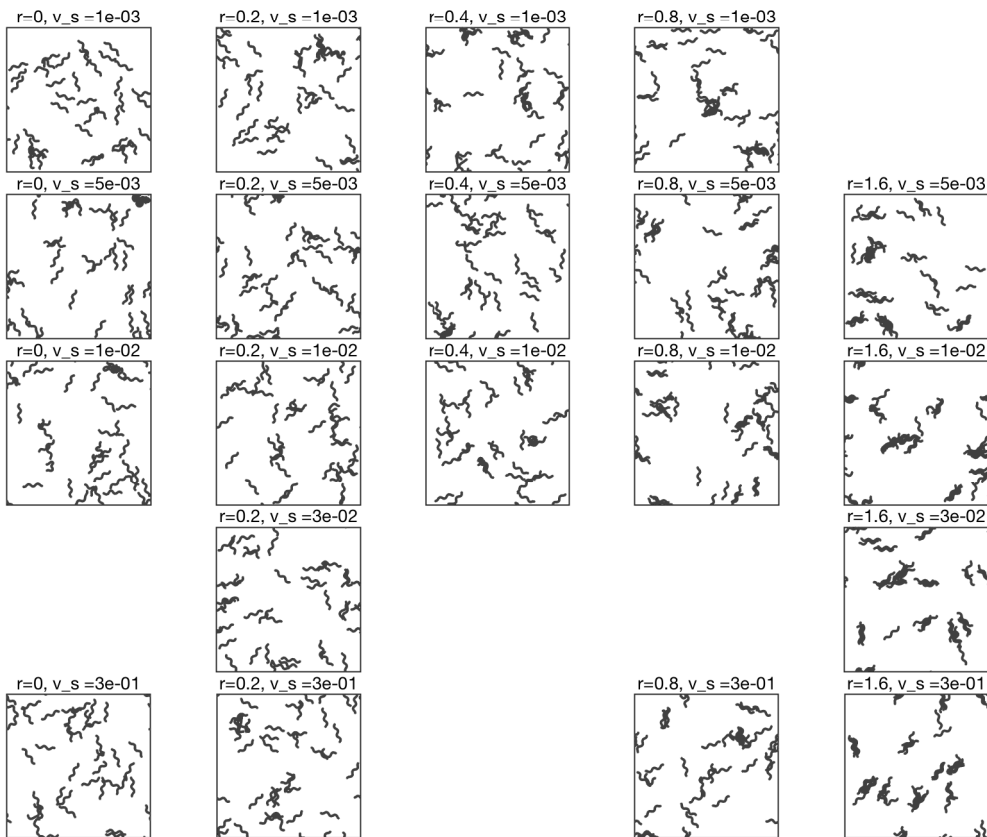 r=0, v_s =1e-03 r=0.2, v_s =1e-03 r=0.4, v_s =1e-03 r=0.8, v_s =1e-03
r=0, v_s =5e-03 r=0.2, v_s =5e-03 r=0.4, v_s =5e-03 r=0.8, v_s =5e-03 r=1.6, v_s =5e-03
r=0, v_s =1e-02 r=0.2, v_s =1e-02 r=0.4, v_s =1e-02 r=0.8, v_s =1e-02 r=1.6, v_s =1e-02
r=0.2, v_s =3e-02 r=1.6, v_s =3e-02
r=0, v_s =3e-01 r=0.2, v_s =3e-01 r=0.8, v_s =3e-01 r=1.6, v_s =3e-01